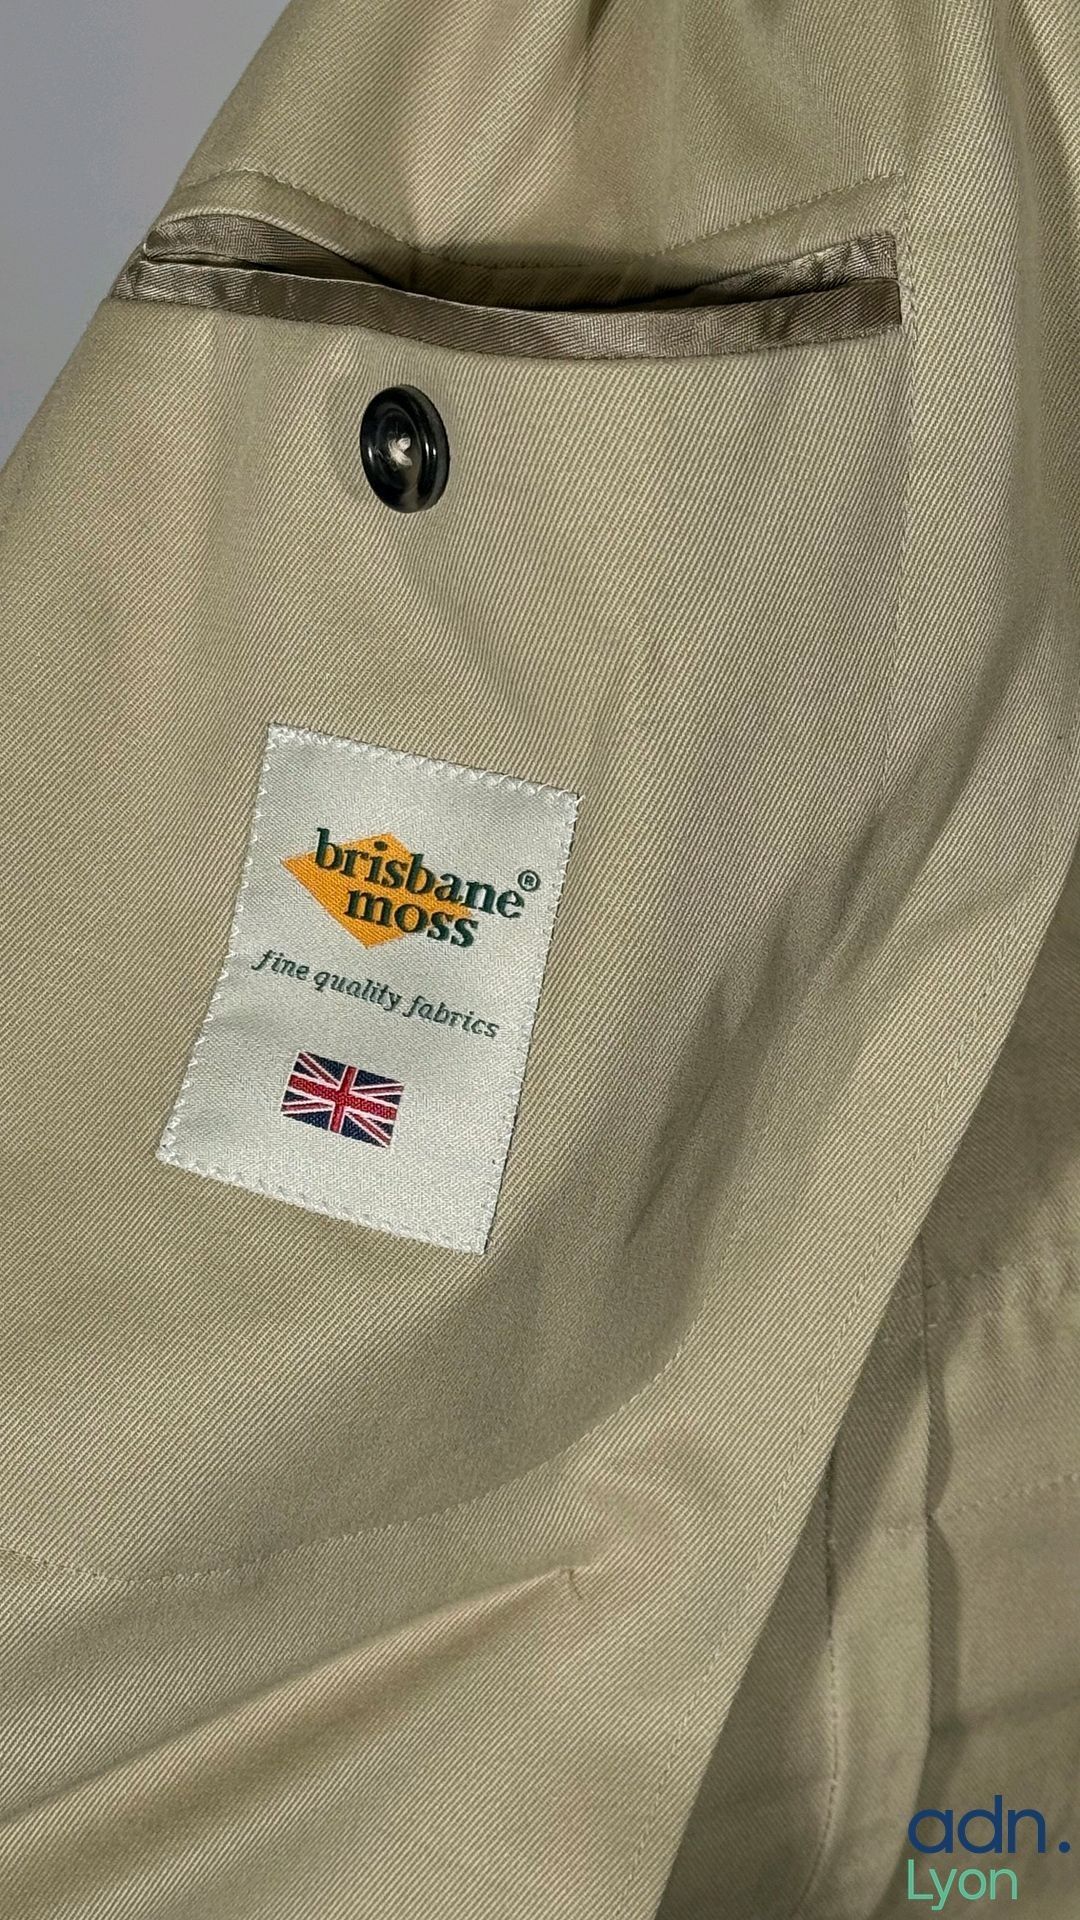 brisbane®
moss
fine quality fabrics
adn.
Lyon